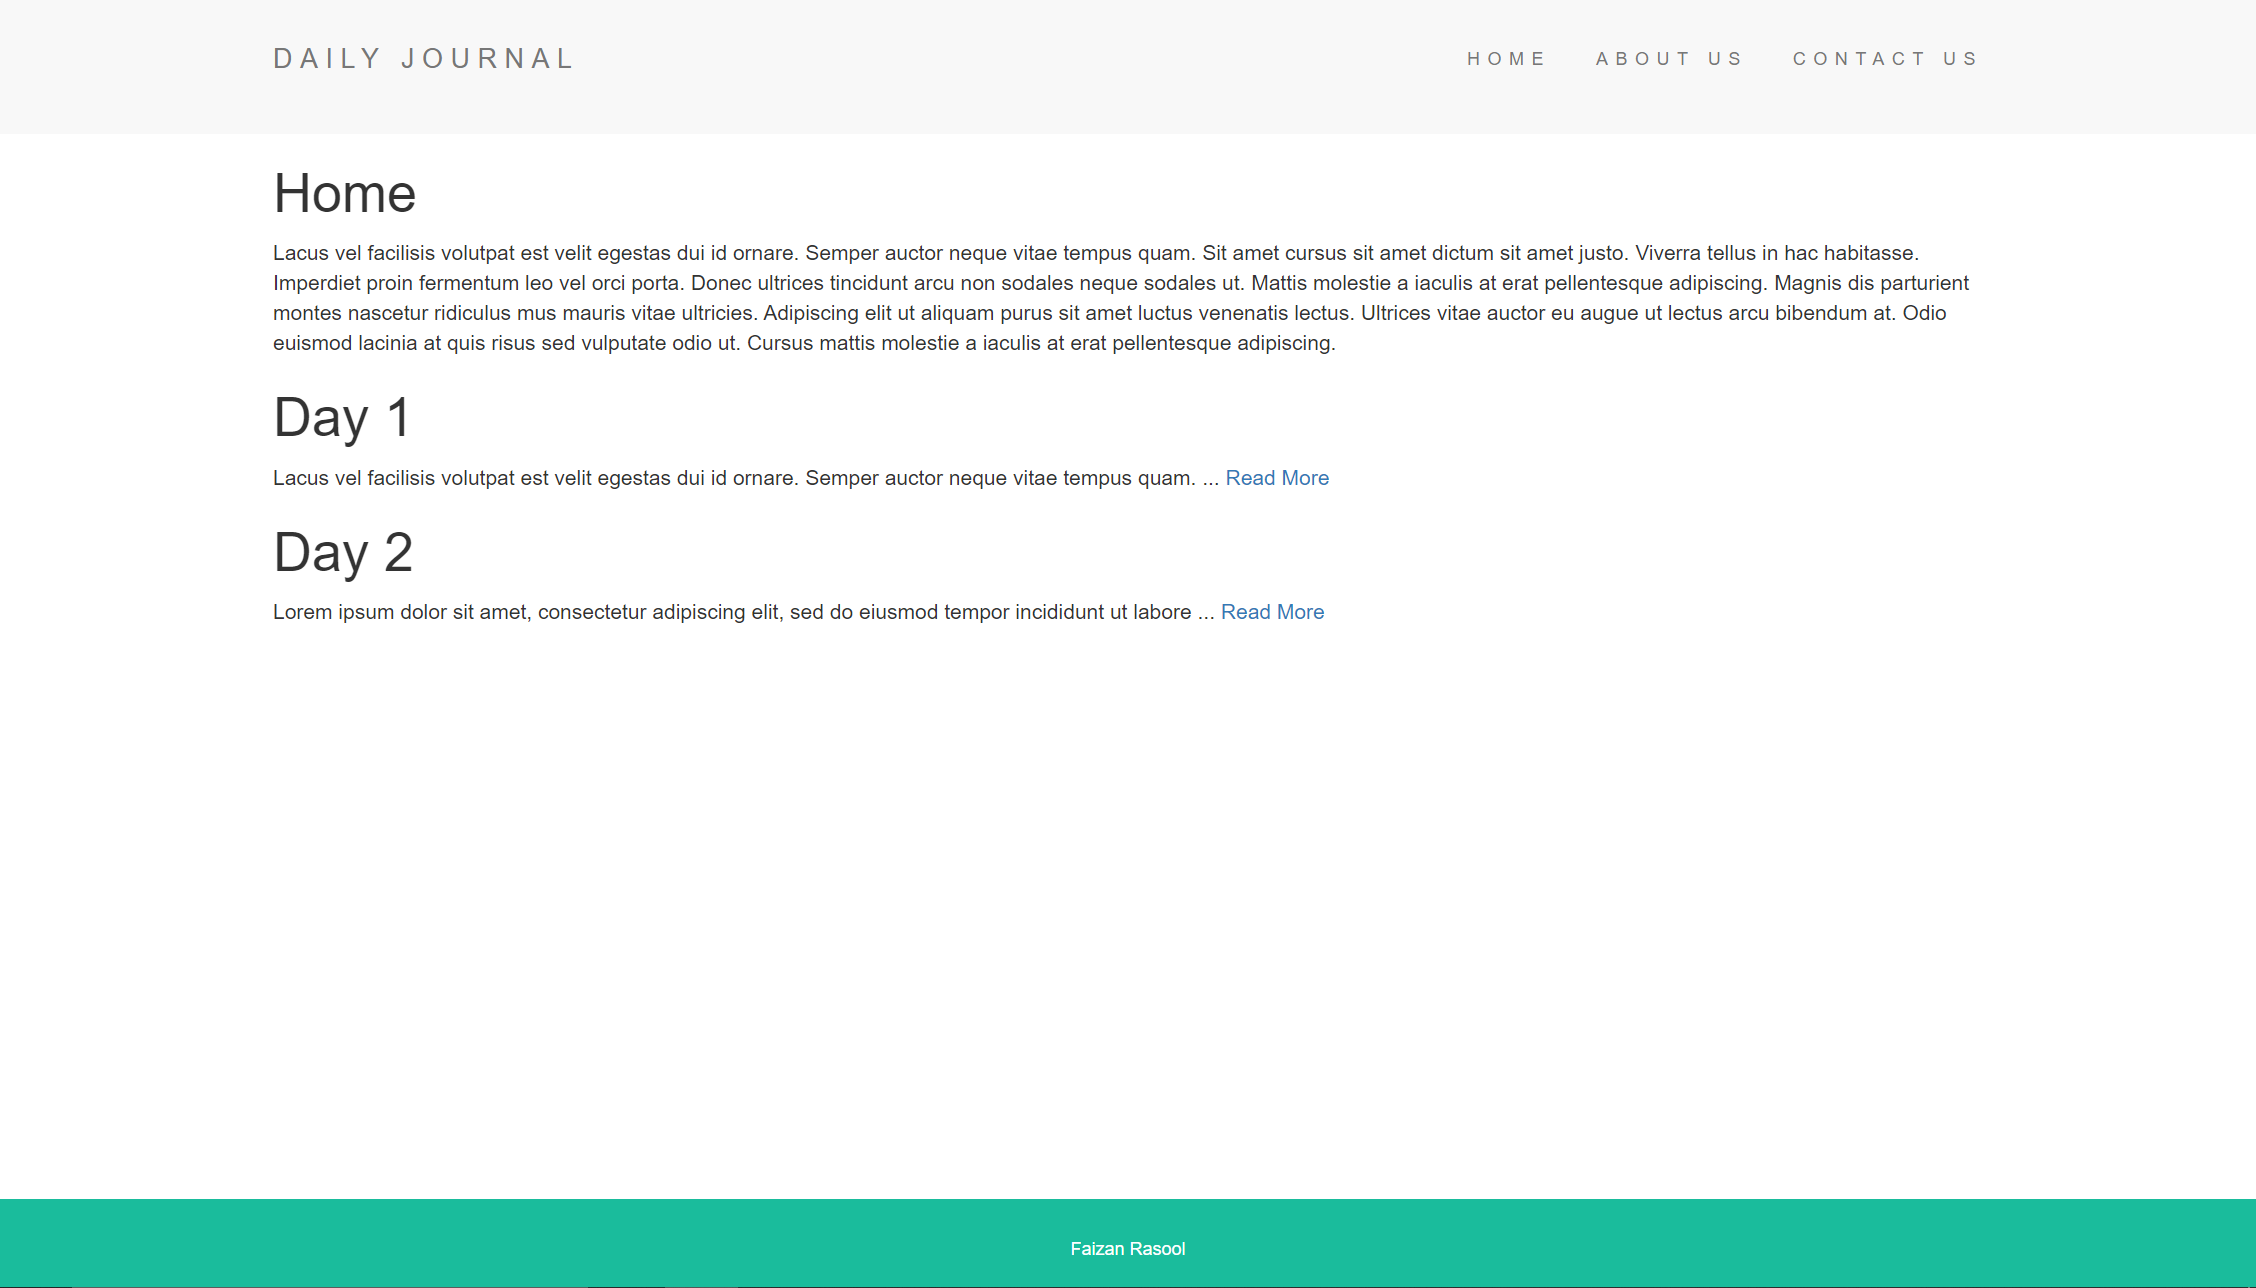 DAILY JOURNAL
HOME ABOUT US CONTACT US
Home
Lacus vel facilisis volutpat est velit egestas dui id ornare. Semper auctor neque vitae tempus quam. Sit amet cursus sit amet dictum sit amet justo. Viverra tellus in hac habitasse.
Imperdiet proin fermentum leo vel orci porta. Donec ultrices tincidunt arcu non sodales neque sodales ut. Mattis molestie a iaculis at erat pellentesque adipiscing. Magnis dis parturient
montes nascetur ridiculus mus mauris vitae ultricies. Adipiscing elit ut aliquam purus sit amet luctus venenatis lectus. Ultrices vitae auctor eu augue ut lectus arcu bibendum at. Odio
euismod lacinia at quis risus sed vulputate odio ut. Cursus mattis molestie a iaculis at erat pellentesque adipiscing.
Day 1
Lacus vel facilisis volutpat est velit egestas dui id ornare. Semper auctor neque vitae tempus quam. ... Read More
Day 2
Lorem ipsum dolor sit amet, consectetur adipiscing elit, sed do eiusmod tempor incididunt ut labore ... Read More
Faizan Rasool